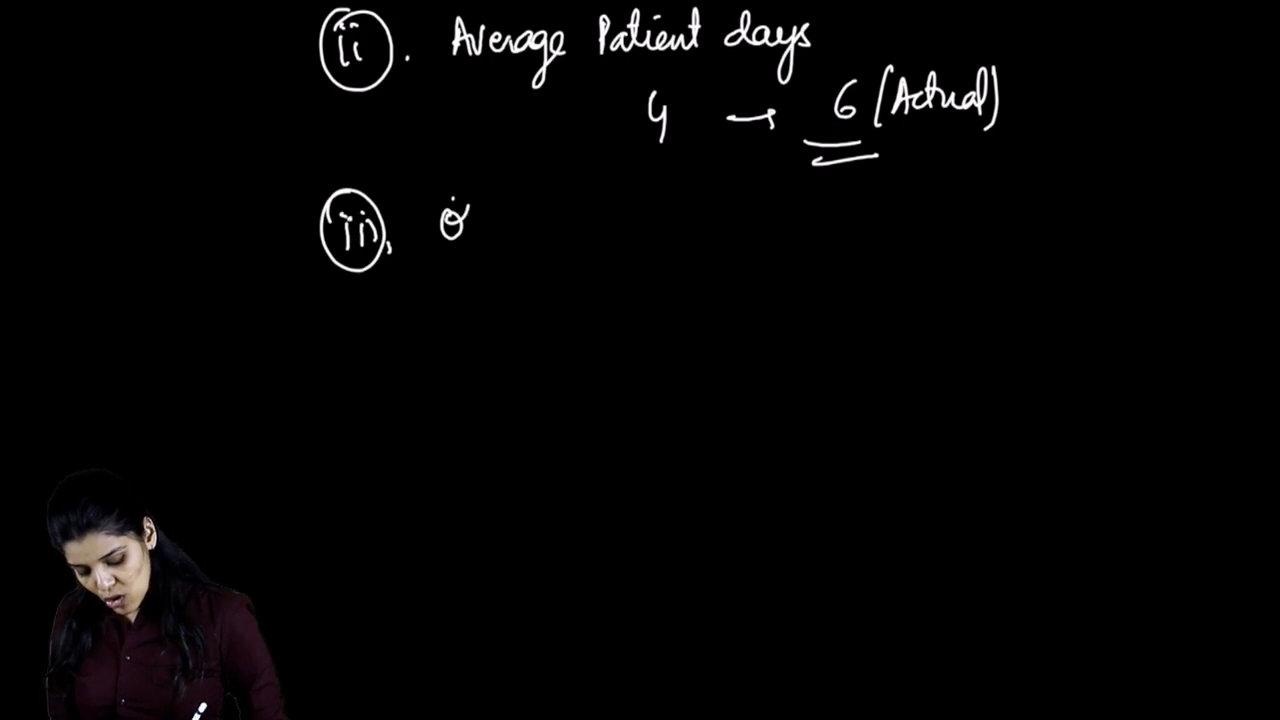 (ii). Average Patient days
4 → 6 (Actual)
(iii).